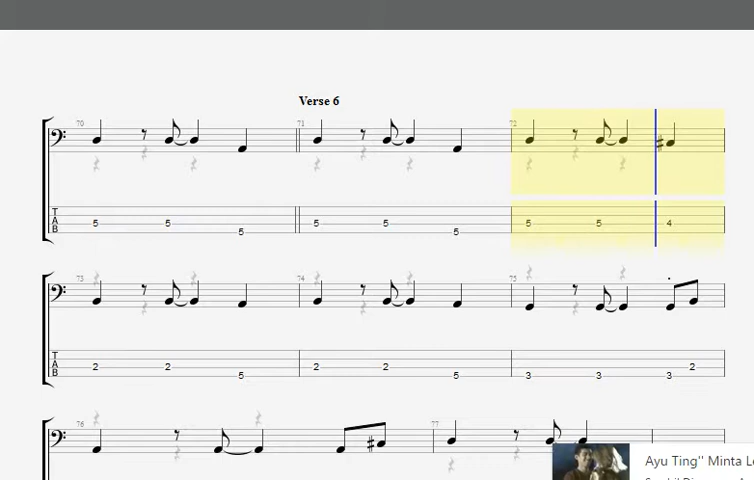 Verse 6
70 71 72
T 5 5 5 5 5 5 5 5 4
A
B
73 74 75
T 2 2 5 2 2 5 3 3 3 2
A
B
76 77
Ayu Ting" Minta L